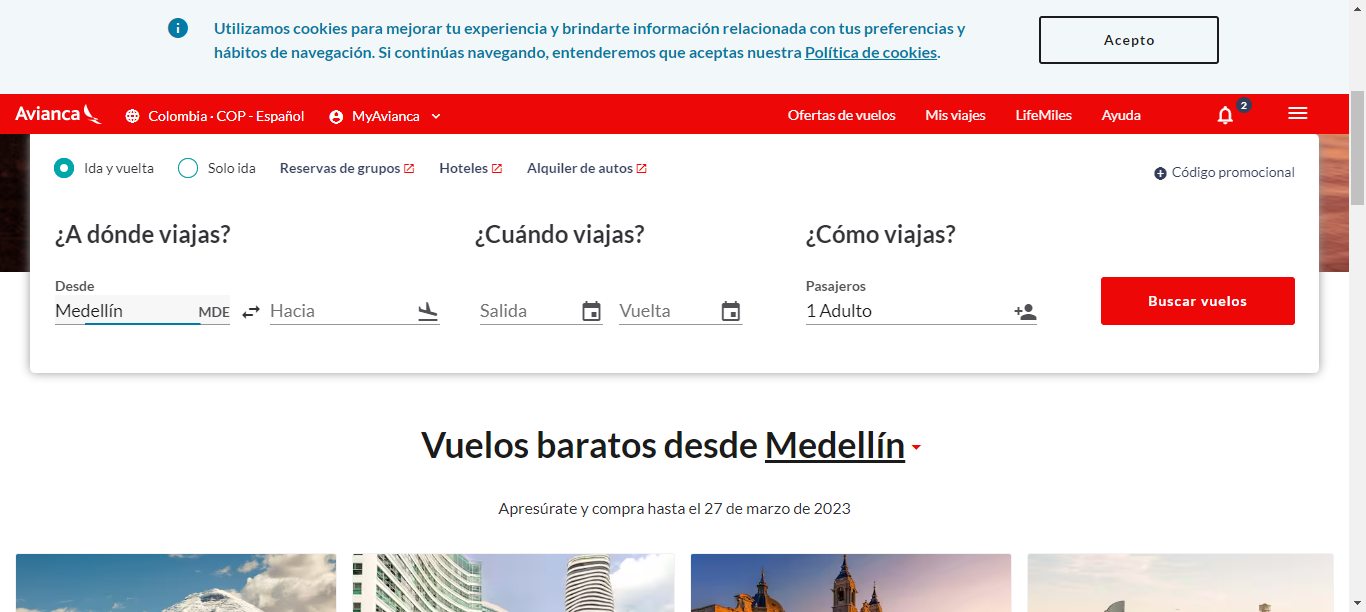 Utilizamos cookies para mejorar tu experiencia y brindarte información relacionada con tus preferencias y
hábitos de navegación. Si continúas navegando, entenderemos que aceptas nuestra Política de cookies.
Acepto
Avianca
Colombia · COP - Español
MyAvianca
Ofertas de vuelos
Mis viajes
LifeMiles
Ayuda
2
Ida y vuelta
Solo ida
Reservas de grupos
Hoteles
Alquiler de autos
Código promocional
¿A dónde viajas?
¿Cuándo viajas?
¿Cómo viajas?
Desde
Medellín MDE
Hacia
Salida
Vuelta
Pasajeros
1 Adulto
Buscar vuelos
Vuelos baratos desde Medellín
Apresúrate y compra hasta el 27 de marzo de 2023